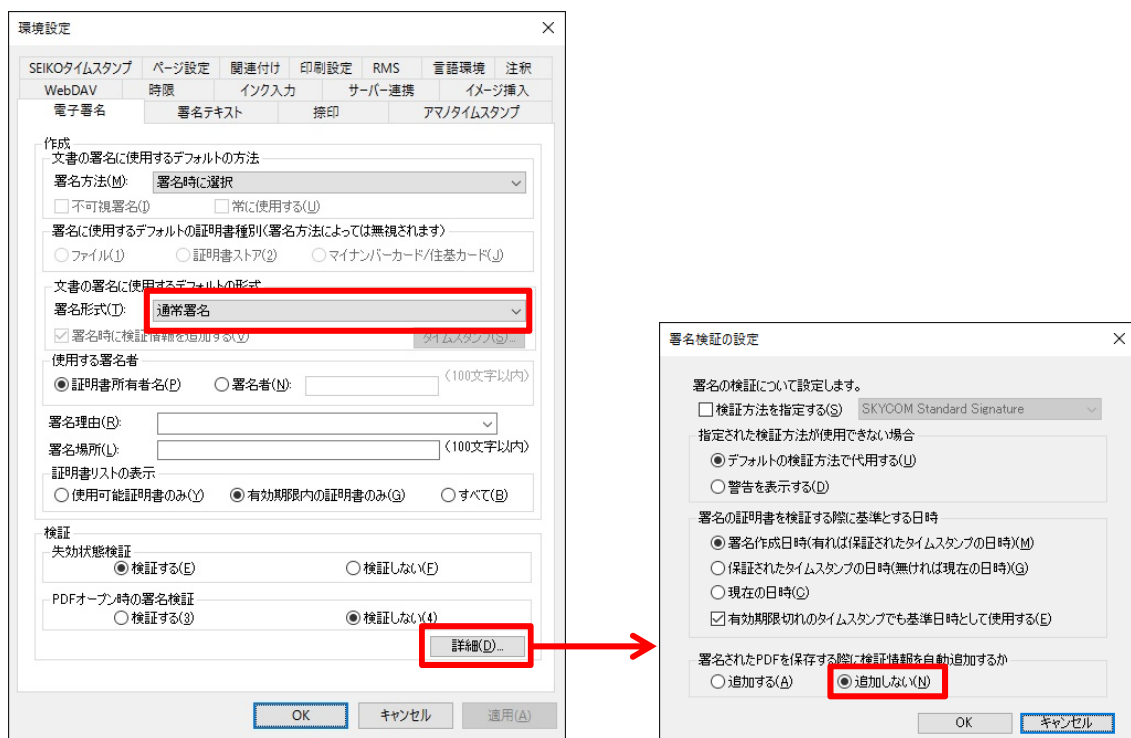 環境設定
SEIKOタイムスタンプ ページ設定 関連付け 印刷設定 RMS 言語環境 注釈
WebDAV 時限 インク入力 サーバー連携 イメージ挿入
電子署名 署名テキスト 捺印 アマノタイムスタンプ
作成
文書の署名に使用するデフォルトの方法
署名方法(M): 署名時に選択
不可視署名(I) 常に使用する(U)
署名に使用するデフォルトの証明書種別(署名方法によっては無視されます)
ファイル(1) 証明書ストア(2) マイナンバーカード/住基カード(J)
文書の署名に使用するデフォルトの形式
署名形式(T): 通常署名
署名時に検証情報を追加する(V) タイムスタンプ(S)...
使用する署名者
証明書所有者名(P) 署名者(N): (100文字以内)
署名理由(R):
署名場所(L): (100文字以内)
証明書リストの表示
使用可能証明書のみ(Y) 有効期限内の証明書のみ(G) すべて(B)
検証
失効状態検証
検証する(E) 検証しない(F)
PDFオープン時の署名検証
検証する(3) 検証しない(4)
詳細(D)...
OK キャンセル 適用(A)
署名検証の設定
署名の検証について設定します。
検証方法を指定する(S) SKYCOM Standard Signature
指定された検証方法が使用できない場合
デフォルトの検証方法で代用する(U)
警告を表示する(D)
署名の証明書を検証する際に基準とする日時
署名作成日時(有れば保証されたタイムスタンプの日時)(M)
保証されたタイムスタンプの日時(無ければ現在の日時)(G)
現在の日時(C)
有効期限切れのタイムスタンプでも基準日時として使用する(E)
署名されたPDFを保存する際に検証情報を自動追加するか
追加する(A) 追加しない(N)
OK キャンセル